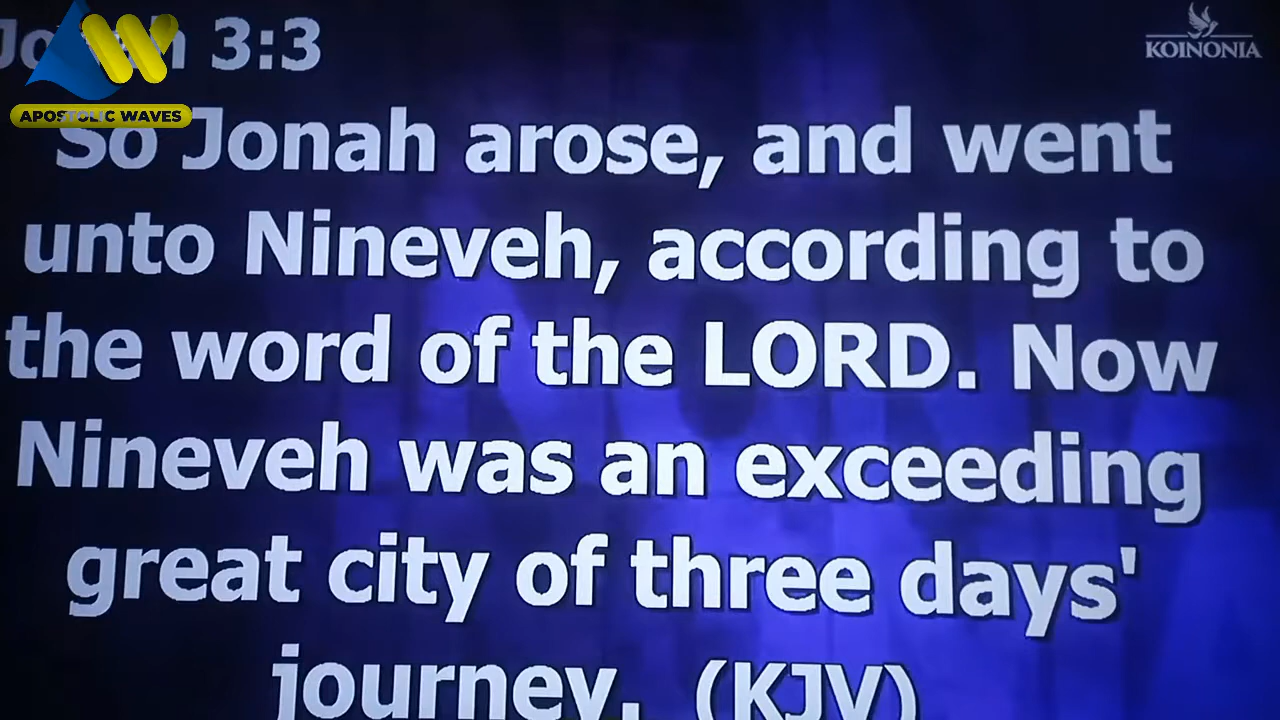 Jonah 3:3
KOINONIA
APOSTOLIC WAVES
So Jonah arose, and went
unto Nineveh, according to
the word of the LORD. Now
Nineveh was an exceeding
great city of three days'
journey. (KJV)